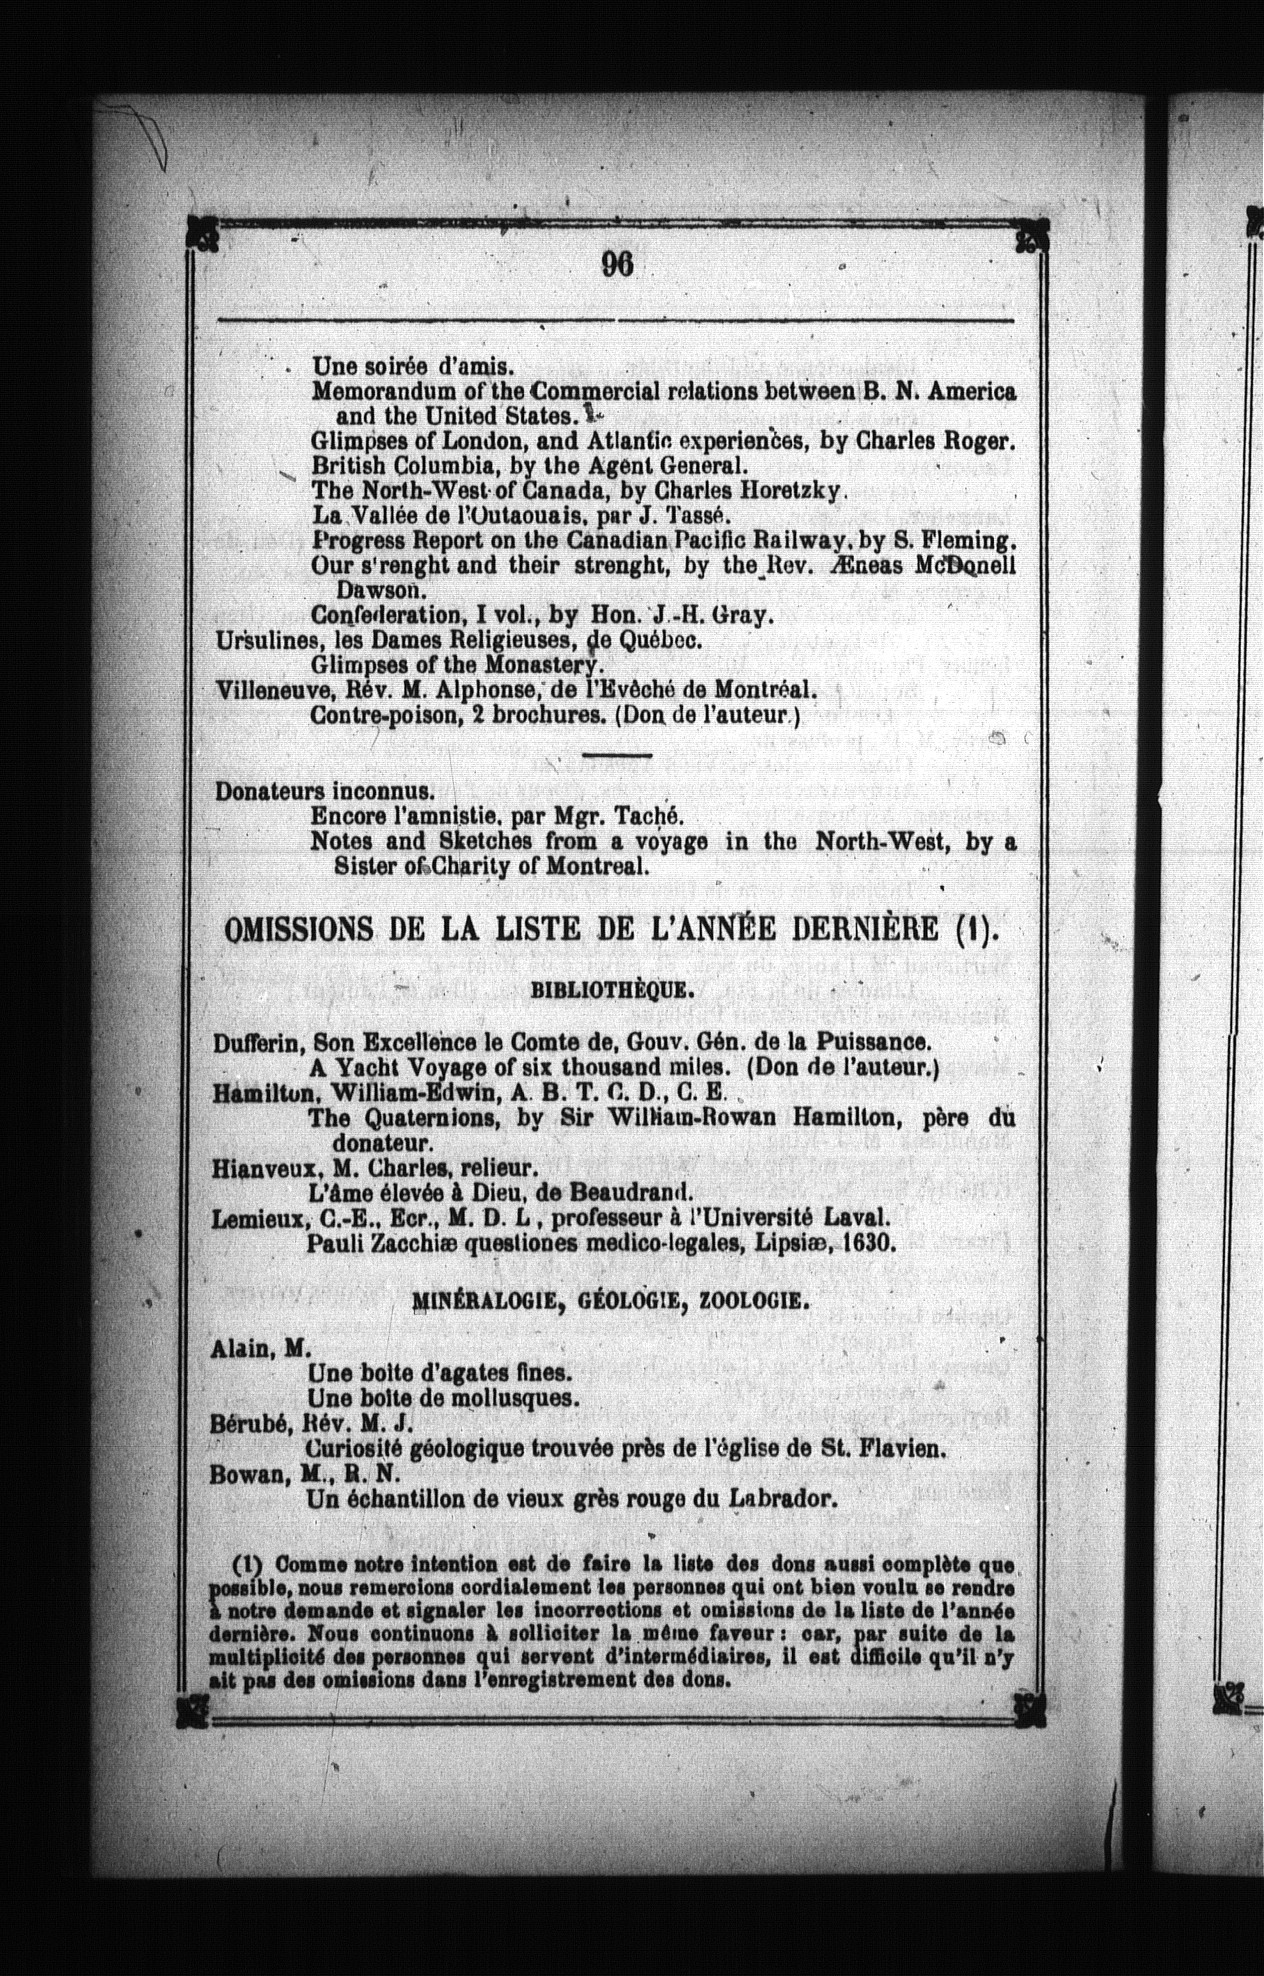 96
Une soirée d'amis.
Memorandum of the Commercial relations between B. N. America
and the United States.
Glimpses of London, and Atlantic experiences, by Charles Roger.
British Columbia, by the Agent General.
The North-West of Canada, by Charles Horetzky.
La Vallée de l'Outaouais, par J. Tassé.
Progress Report on the Canadian Pacific Railway, by S. Fleming.
Our s'renght and their strenght, by the Rev. Æneas McDonell
Dawson.
Confederation, I vol., by Hon. J.-H. Gray.
Ursulines, les Dames Religieuses, de Québec.
Glimpses of the Monastery.
Villeneuve, Rév. M. Alphonse, de l'Evêché de Montréal.
Contre-poison, 2 brochures. (Don de l'auteur.)
Donateurs inconnus.
Encore l'amnistie, par Mgr. Taché.
Notes and Sketches from a voyage in the North-West, by a
Sister of Charity of Montreal.
OMISSIONS DE LA LISTE DE L'ANNÉE DERNIÈRE (1).
BIBLIOTHÈQUE.
Dufferin, Son Excellence le Comte de, Gouv. Gén. de la Puissance.
A Yacht Voyage of six thousand miles. (Don de l'auteur.)
Hamilton, William-Edwin, A. B. T. C. D., C. E.
The Quaternions, by Sir William-Rowan Hamilton, père du
donateur.
Hianveux, M. Charles, relieur.
L'âme élevée à Dieu, de Beaudrand.
Lemieux, C.-E., Ecr., M. D. L, professeur à l'Université Laval.
Pauli Zacchiæ questiones medico-legales, Lipsiæ, 1630.
MINÉRALOGIE, GÉOLOGIE, ZOOLOGIE.
Alain, M.
Une boite d'agates fines.
Une boite de mollusques.
Bérubé, Rév. M. J.
Curiosité géologique trouvée près de l'église de St. Flavien.
Bowan, M., R. N.
Un échantillon de vieux grès rouge du Labrador.
(1) Comme notre intention est de faire la liste des dons aussi complète que
possible, nous remercions cordialement les personnes qui ont bien voulu se rendre
à notre demande et signaler les incorrections et omissions de la liste de l'année
dernière. Nous continuons à solliciter la même faveur : car, par suite de la
multiplicité des personnes qui servent d'intermédiaires, il est difficile qu'il n'y
ait pas des omissions dans l'enregistrement des dons.